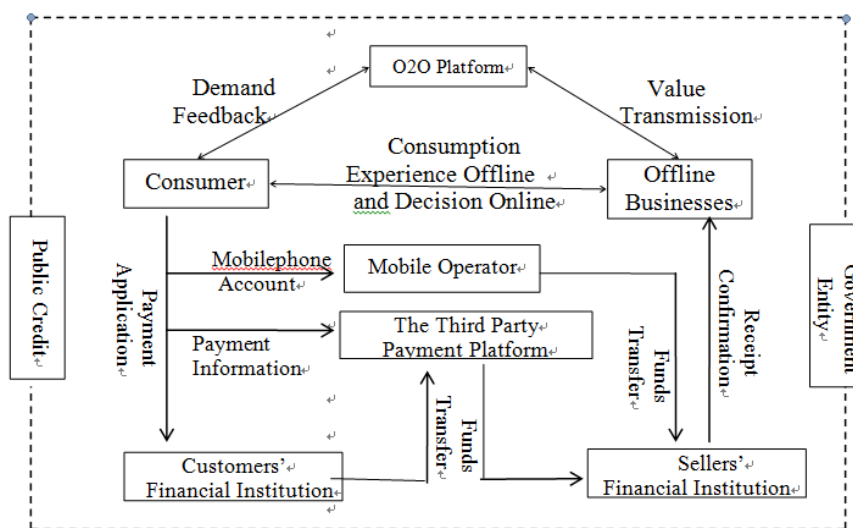 O2O Platform
Demand
Feedback
Value
Transmission
Consumption
Experience Offline
and Decision Online
Consumer
Offline
Businesses
Public Credit
Government
Entity
Payment
Application
Mobilephone
Account
Mobile Operator
Receipt
Confirmation
Payment
Information
The Third Party
Payment Platform
Funds
Transfer
Funds
Transfer
Customers'
Financial Institution
Sellers'
Financial Institution